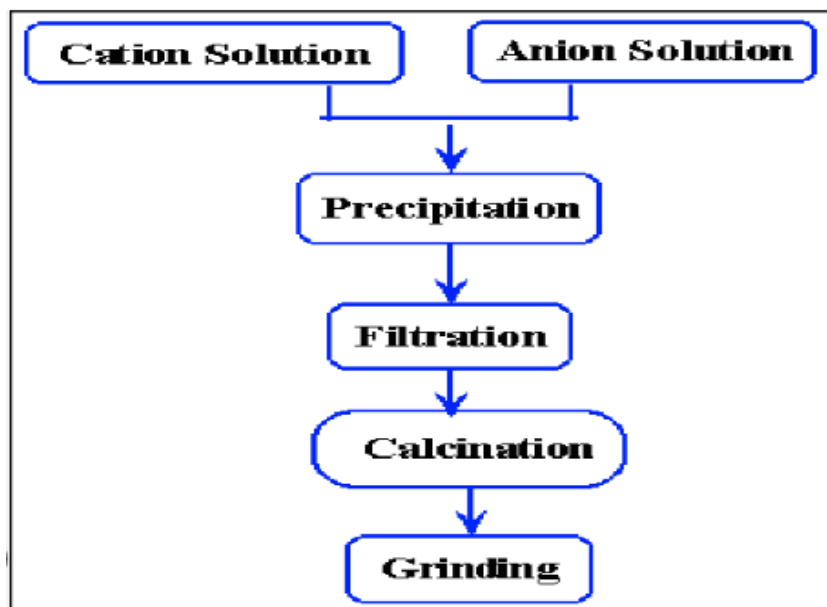 Cation Solution
Anion Solution
Precipitation
Filtration
Calcination
Grinding